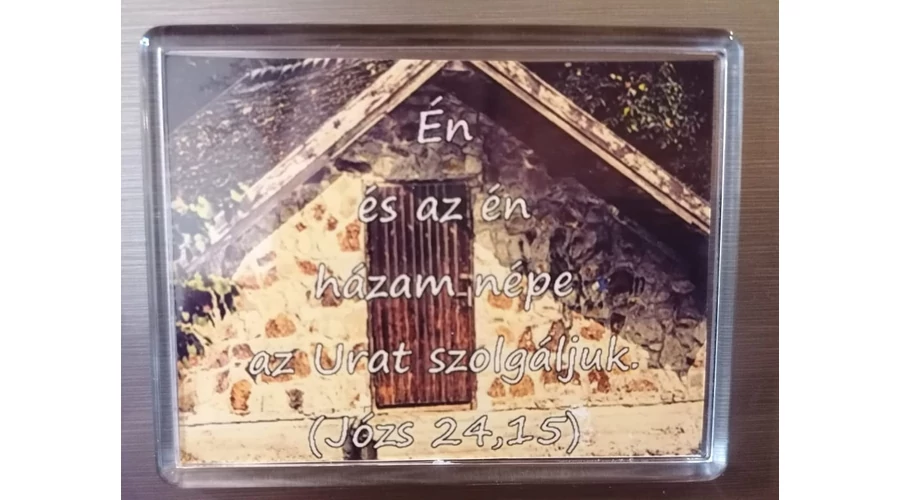 Én
és az én
házam népe
az Urat szolgáljuk.
(Józs 24,15)